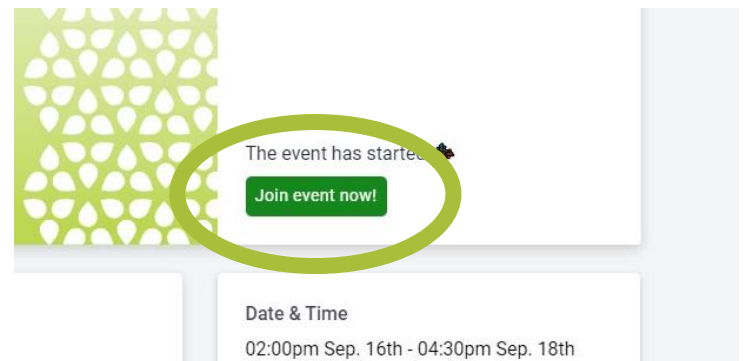 The event has started
Join event now!
Date & Time
02:00pm Sep. 16th - 04:30pm Sep. 18th